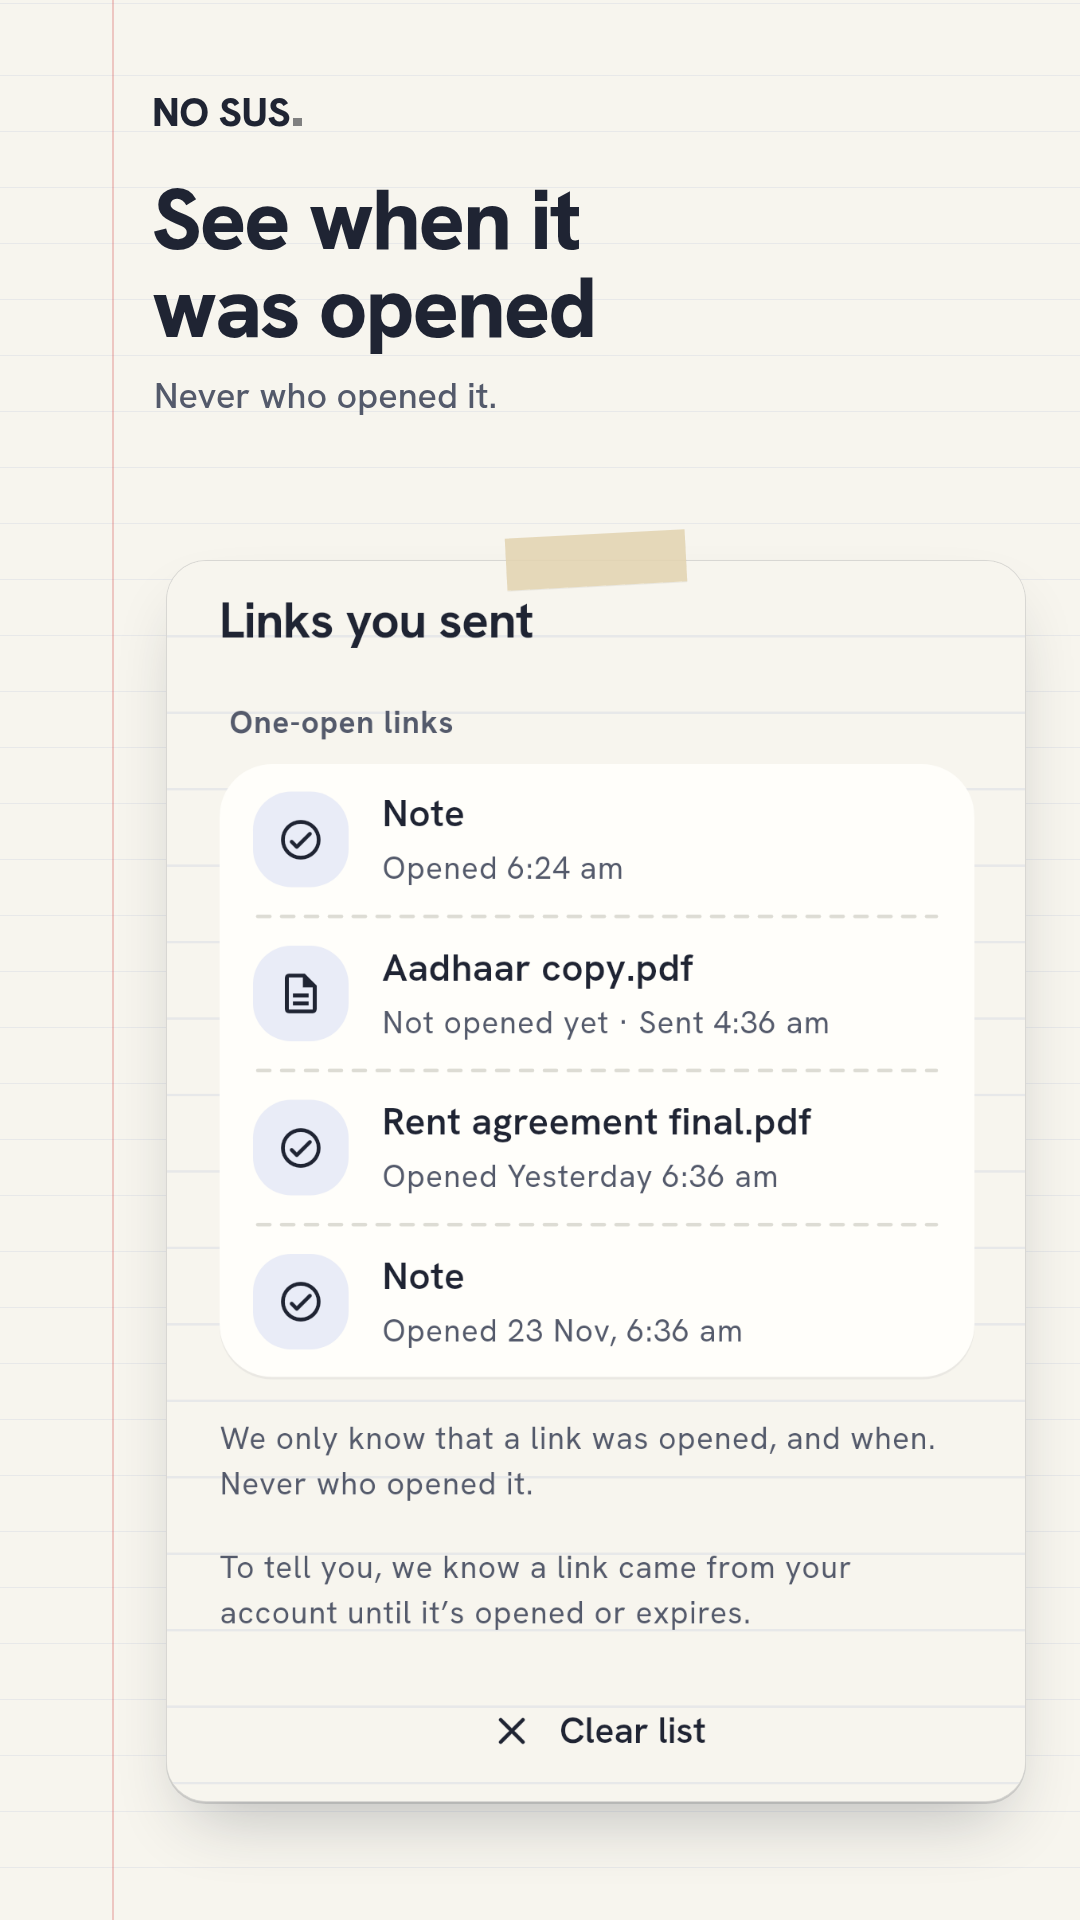 NO SUS.
See when it
was opened
Never who opened it.
Links you sent
One-open links
Note
Opened 6:24 am
Aadhaar copy.pdf
Not opened yet · Sent 4:36 am
Rent agreement final.pdf
Opened Yesterday 6:36 am
Note
Opened 23 Nov, 6:36 am
We only know that a link was opened, and when.
Never who opened it.
To tell you, we know a link came from your
account until it’s opened or expires.
Clear list